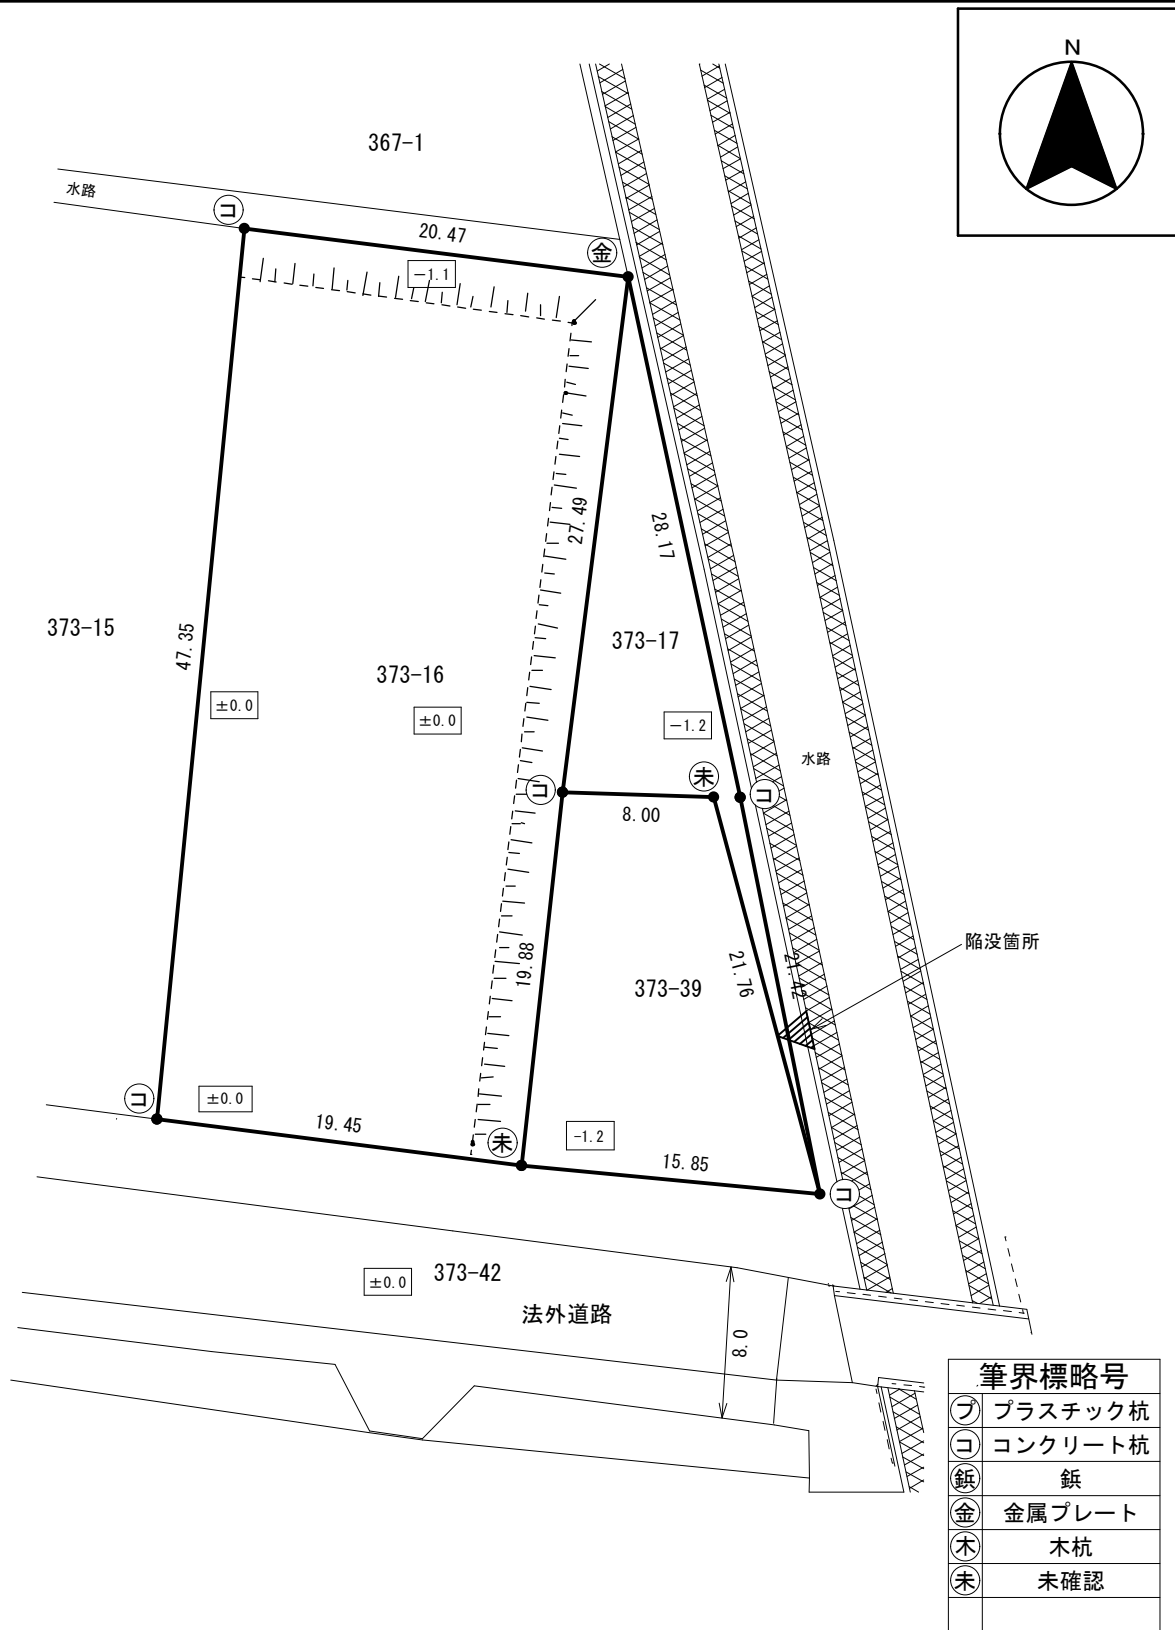 N
367-1
水路
コ
20.47
金
-1.1
27.49
28.17
373-15
47.35
373-16
373-17
±0.0
±0.0
-1.2
水路
コ
未
コ
8.00
陥没箇所
19.88
21.76
21.42
373-39
コ
±0.0
19.45
未
-1.2
15.85
コ
±0.0
373-42
法外道路
8.0
筆界標略号
プ プラスチック杭
コ コンクリート杭
鋲 鋲
金 金属プレート
木 木杭
未 未確認